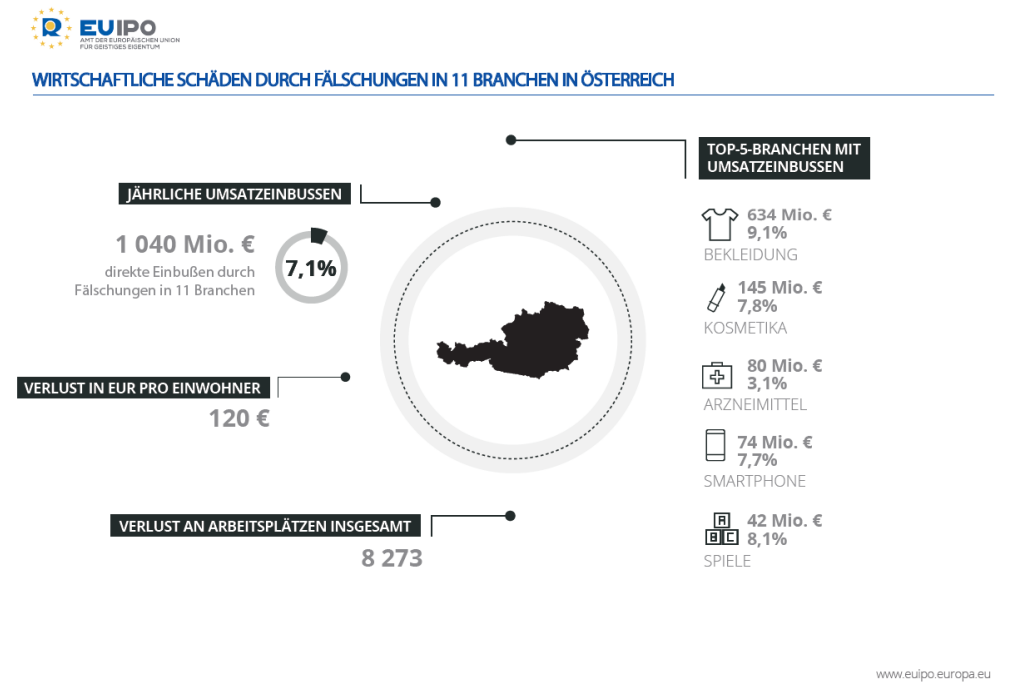 EUIPO
AMT DER EUROPÄISCHEN UNION
FÜR GEISTIGES EIGENTUM
WIRTSCHAFTLICHE SCHÄDEN DURCH FÄLSCHUNGEN IN 11 BRANCHEN IN ÖSTERREICH
JÄHRLICHE UMSATZEINBUSSEN
1 040 Mio. €
direkte Einbußen durch
Fälschungen in 11 Branchen
7,1%
VERLUST IN EUR PRO EINWOHNER
120 €
VERLUST AN ARBEITSPLÄTZEN INSGESAMT
8 273
TOP-5-BRANCHEN MIT
UMSATZEINBUSSEN
634 Mio. €
9,1%
BEKLEIDUNG
145 Mio. €
7,8%
KOSMETIKA
80 Mio. €
3,1%
ARZNEIMITTEL
74 Mio. €
7,7%
SMARTPHONE
A
B C
42 Mio. €
8,1%
SPIELE
www.euipo.europa.eu